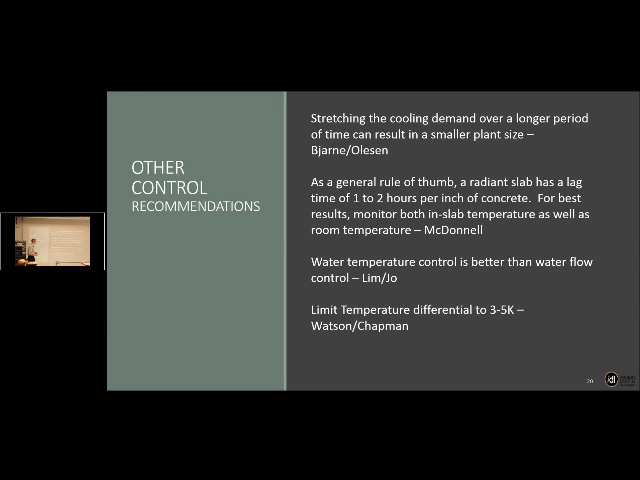 OTHER
CONTROL
RECOMMENDATIONS
Stretching the cooling demand over a longer period
of time can result in a smaller plant size –
Bjarne/Olesen
As a general rule of thumb, a radiant slab has a lag
time of 1 to 2 hours per inch of concrete. For best
results, monitor both in-slab temperature as well as
room temperature – McDonnell
Water temperature control is better than water flow
control – Lim/Jo
Limit Temperature differential to 3-5K –
Watson/Chapman
20
idl